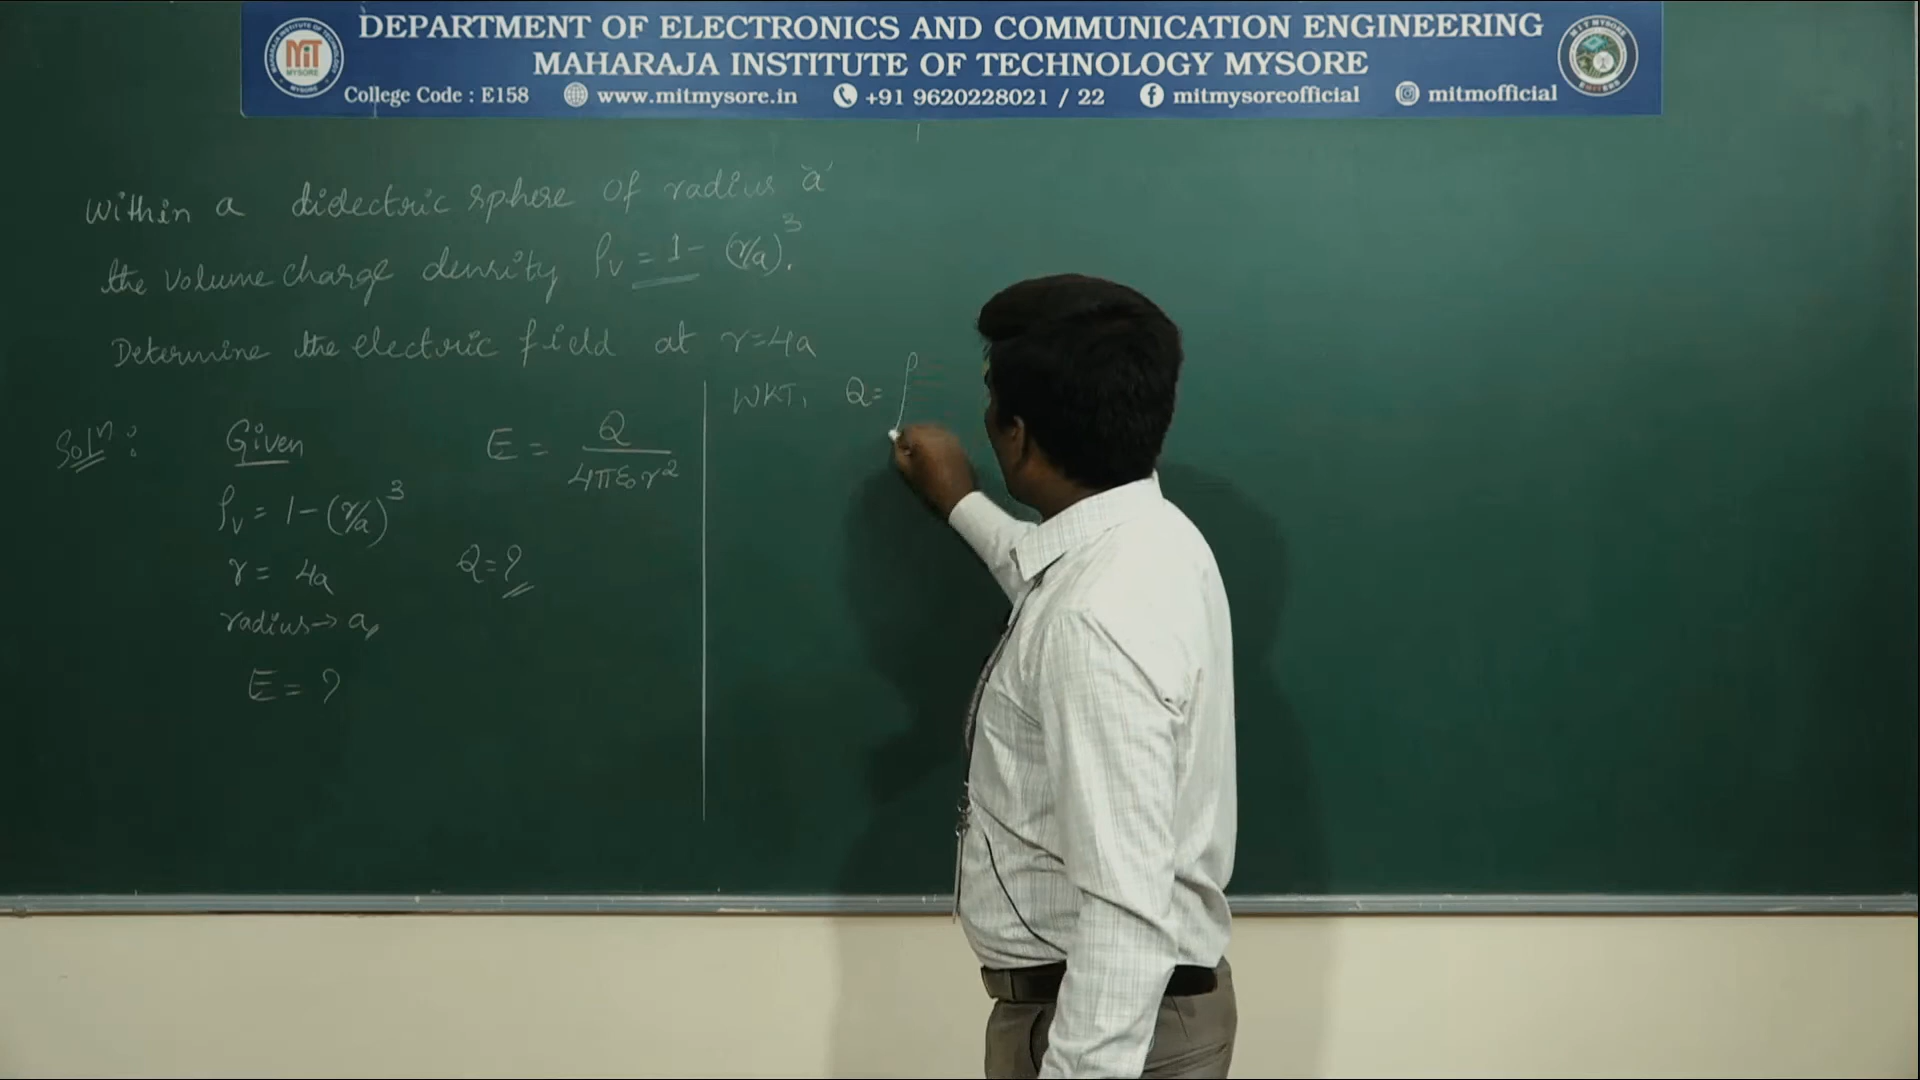 DEPARTMENT OF ELECTRONICS AND COMMUNICATION ENGINEERING
MAHARAJA INSTITUTE OF TECHNOLOGY MYSORE
College Code : E158 www.mitmysore.in +91 9620228021 / 22 mitmysoreofficial mitmofficial
MiT
MYSORE
Within a dielectric sphere of radius 'a'
the volume charge density ρv = 1 - (r/a)³.
Determine the electric field at r=4a
Solⁿ:
Given
ρv = 1 - (r/a)³
r = 4a
radius → a,
E = ?
E = Q / 4πε₀r²
Q = ?
WKT, Q = ∫